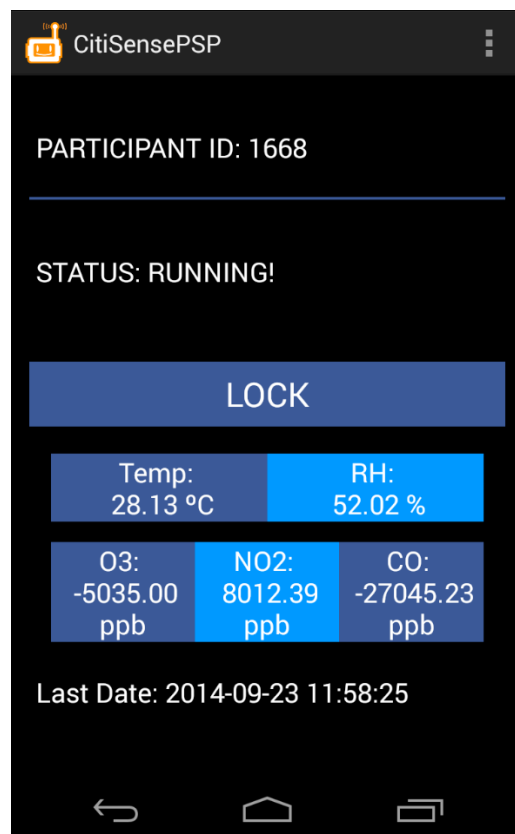 CitiSensePSP
PARTICIPANT ID: 1668
STATUS: RUNNING!
LOCK
Temp:
28.13 ºC
RH:
52.02 %
O3:
-5035.00
ppb
NO2:
8012.39
ppb
CO:
-27045.23
ppb
Last Date: 2014-09-23 11:58:25